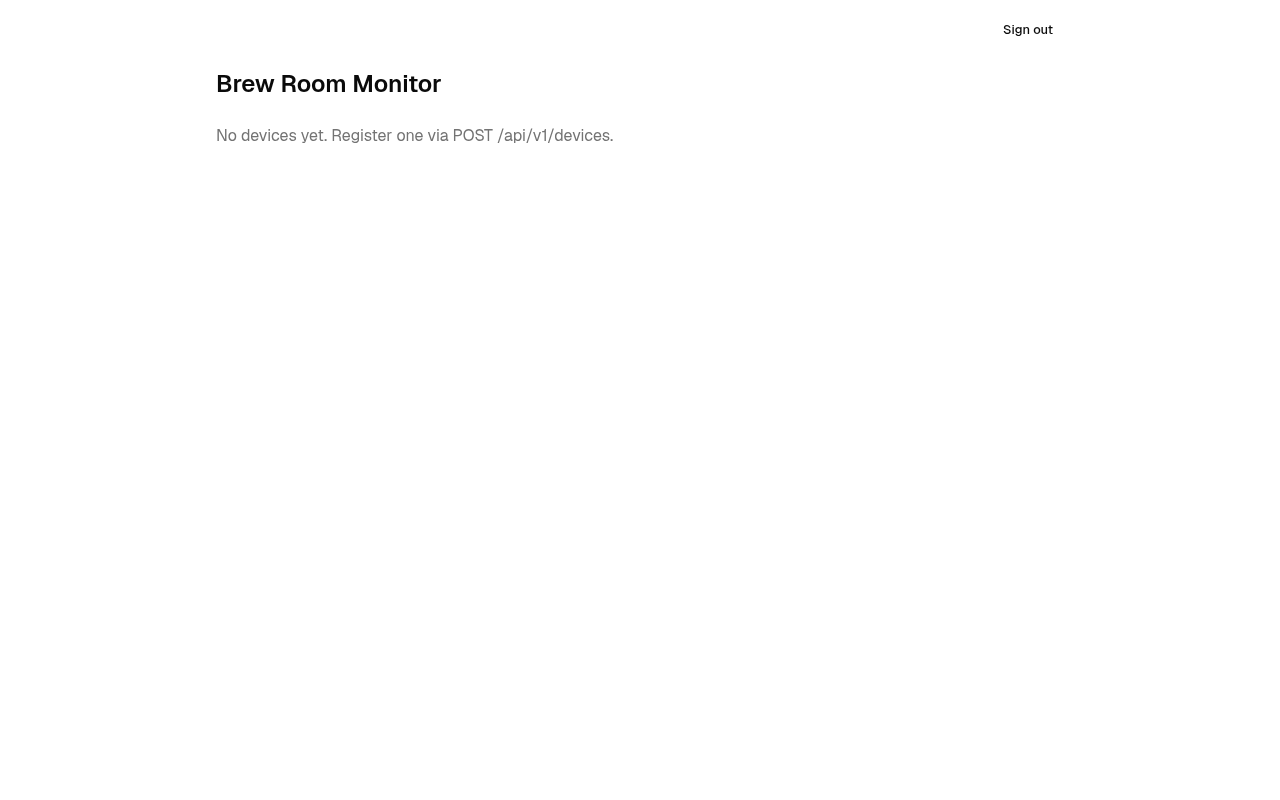 Sign out
Brew Room Monitor
No devices yet. Register one via POST /api/v1/devices.